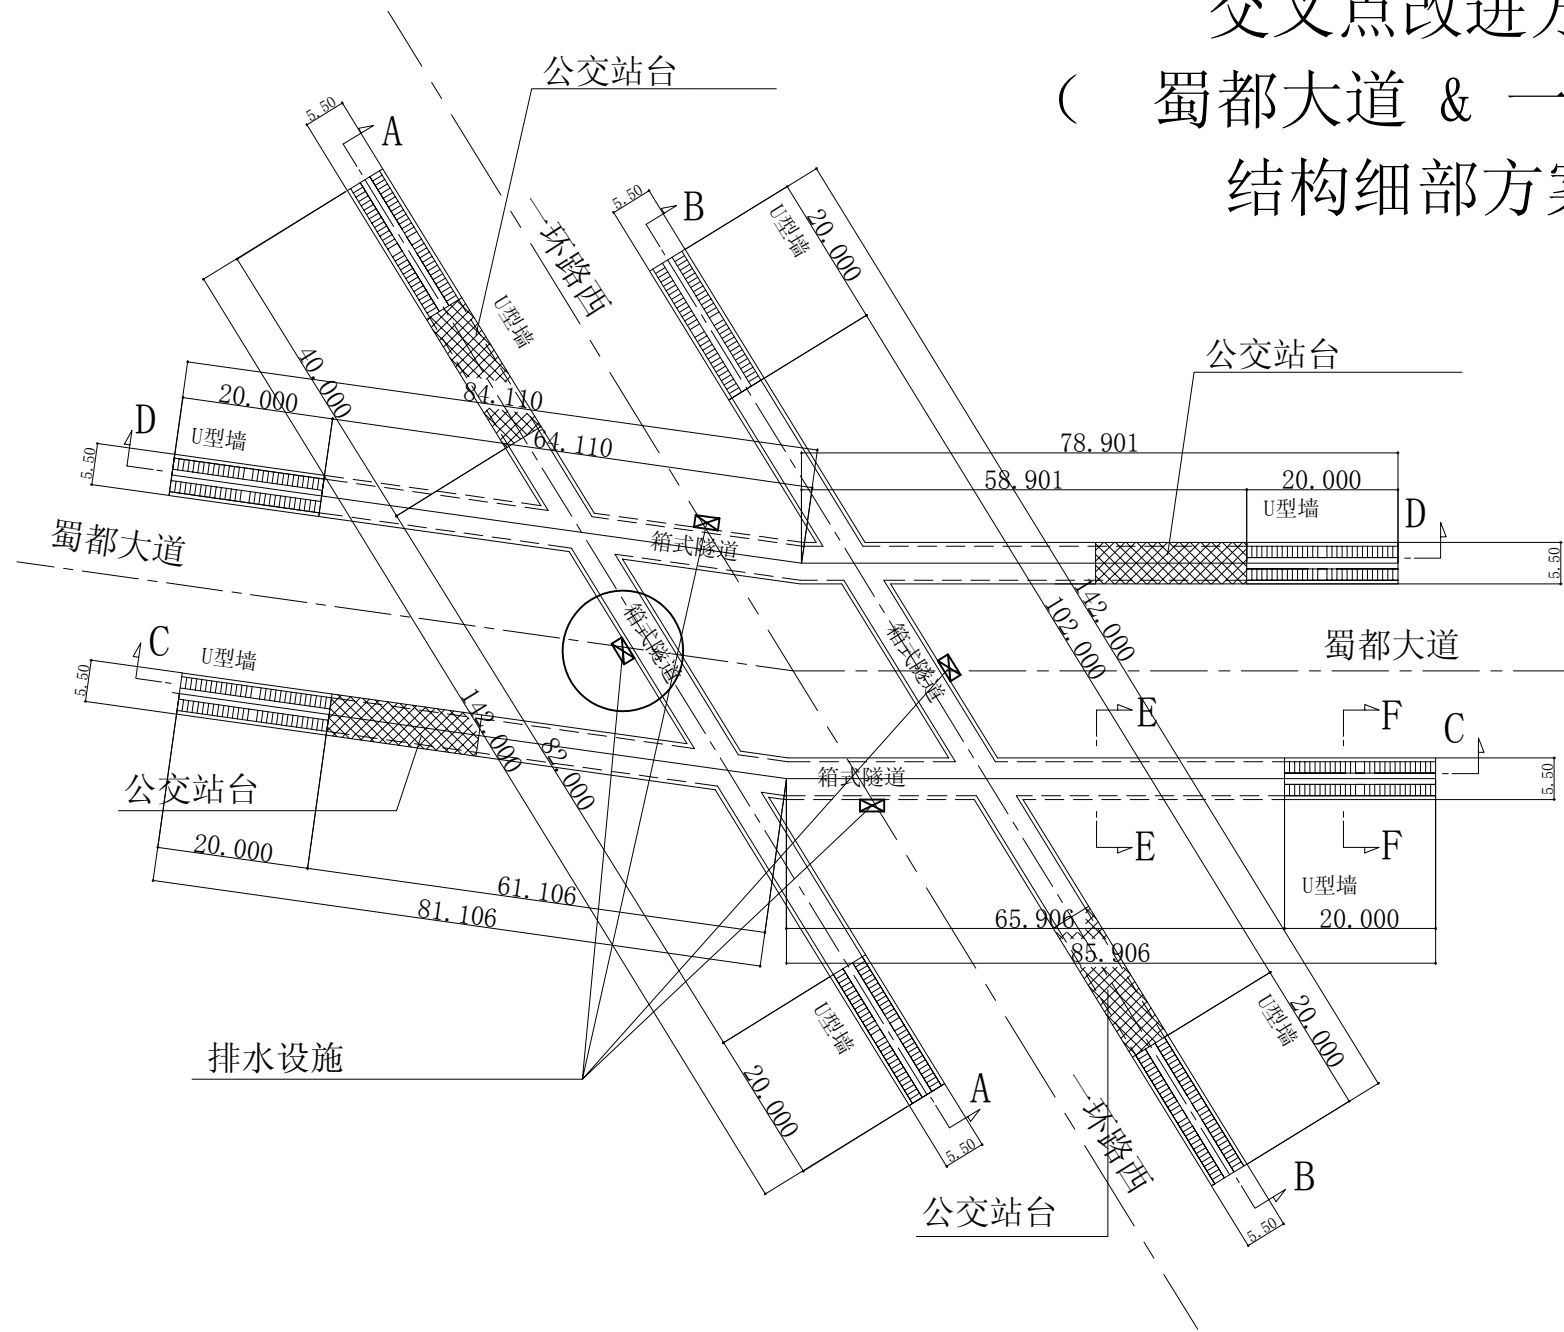 交叉点改进
( 蜀都大道 & 一
结构细部方案
公交站台
5.50
A
5.50
B
U型墙
20.000
一环路西
U型墙
公交站台
40.000
84.110
20.000
64.110
D
U型墙
5.50
78.901
58.901
20.000
U型墙
D
5.50
箱式隧道
蜀都大道
142.000
102.000
箱式隧道
箱式隧道
蜀都大道
C
U型墙
5.50
142.000
82.000
E
F
C
箱式隧道
5.50
公交站台
20.000
61.106
81.106
E
F
U型墙
65.906
20.000
85.906
U型墙
20.000
U型墙
20.000
排水设施
A
5.50
一环路西
B
5.50
公交站台